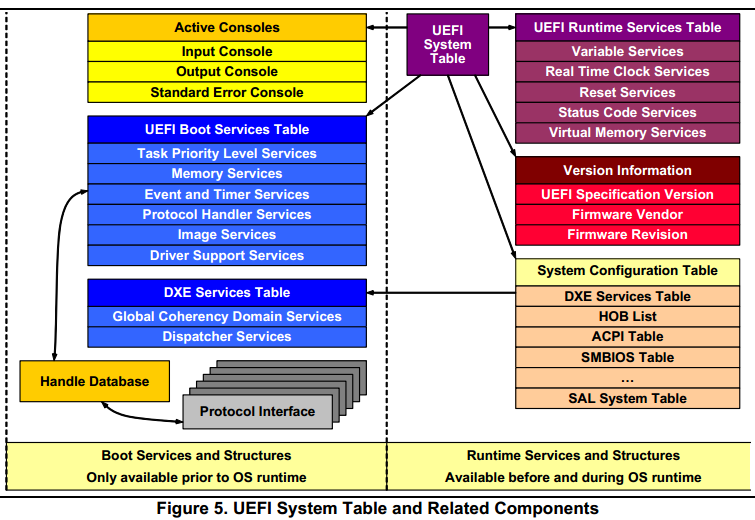 Active Consoles
Input Console
Output Console
Standard Error Console
UEFI
System
Table
UEFI Runtime Services Table
Variable Services
Real Time Clock Services
Reset Services
Status Code Services
Virtual Memory Services
UEFI Boot Services Table
Task Priority Level Services
Memory Services
Event and Timer Services
Protocol Handler Services
Image Services
Driver Support Services
Version Information
UEFI Specification Version
Firmware Vendor
Firmware Revision
DXE Services Table
Global Coherency Domain Services
Dispatcher Services
System Configuration Table
DXE Services Table
HOB List
ACPI Table
SMBIOS Table
...
SAL System Table
Handle Database
Protocol Interface
Boot Services and Structures
Only available prior to OS runtime
Runtime Services and Structures
Available before and during OS runtime
Figure 5. UEFI System Table and Related Components